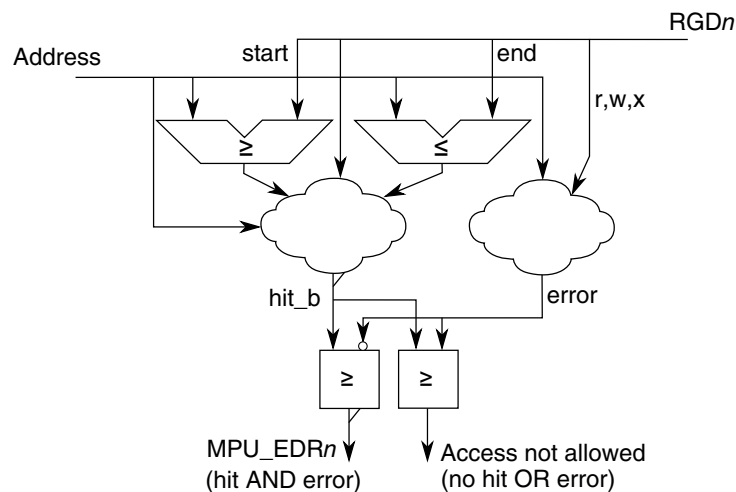 RGDn
Address
start
end
r,w,x
≥
≤
hit_b
error
≥
≥
MPU_EDRn
(hit AND error)
Access not allowed
(no hit OR error)